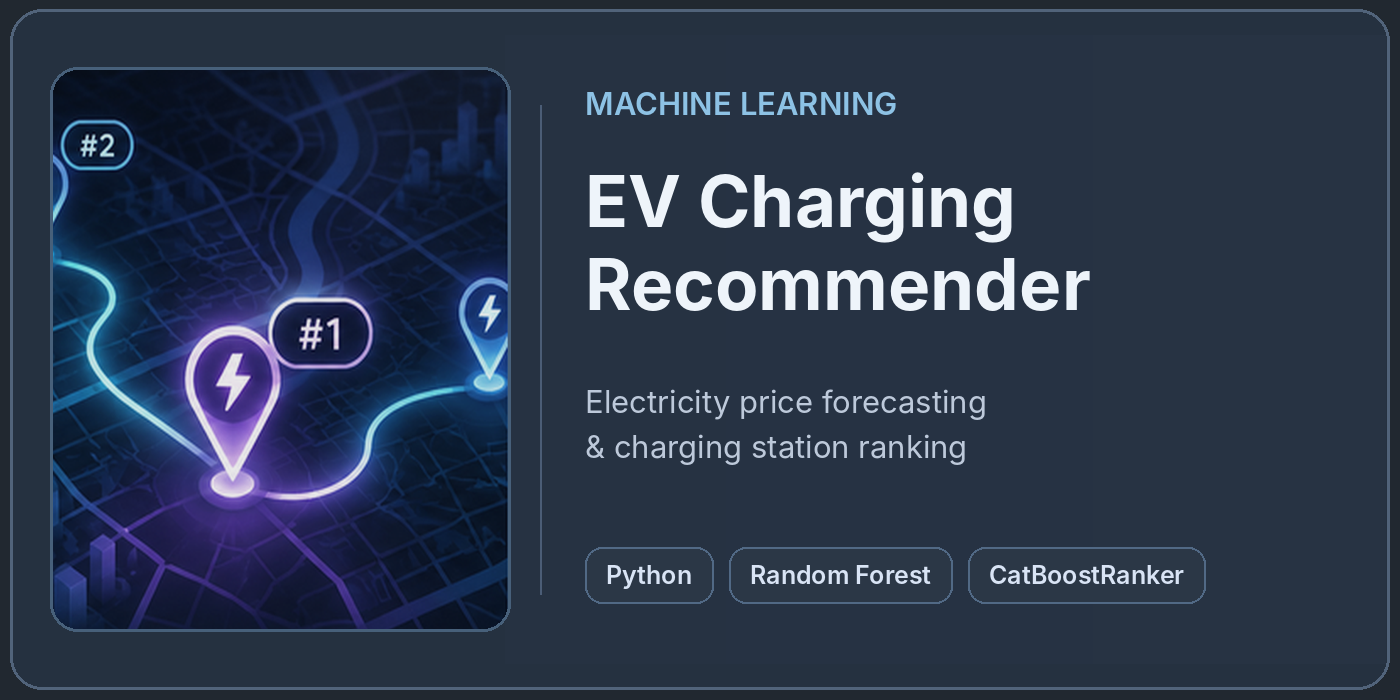 #2
#1
MACHINE LEARNING
EV Charging
Recommender
Electricity price forecasting
& charging station ranking
Python
Random Forest
CatBoostRanker